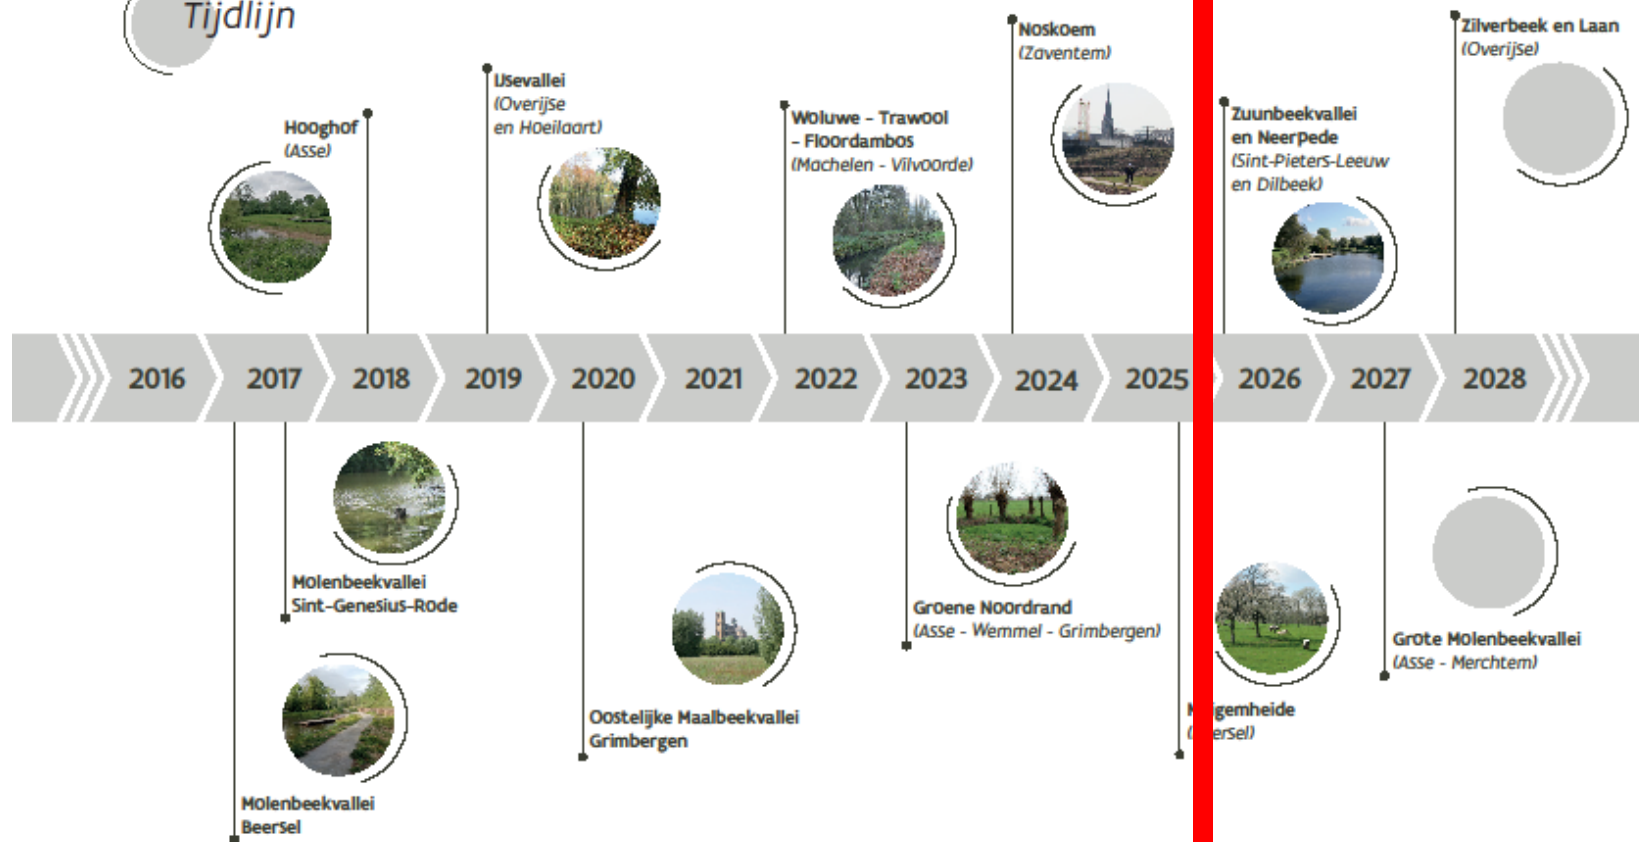 Tijdlijn
Hooghof
(Asse)
IJsevallei
(Overijse
en Hoeilaart)
Woluwe - Trawool
- Floordambos
(Machelen - Vilvoorde)
Noskoem
(Zaventem)
Zuunbeekvallei
en Neerpede
(Sint-Pieters-Leeuw
en Dilbeek)
Zilverbeek en Laan
(Overijse)
2016 2017 2018 2019 2020 2021 2022 2023 2024 2025 2026 2027 2028
Molenbeekvallei
Sint-Genesius-Rode
Molenbeekvallei
Beersel
Oostelijke Maalbeekvallei
Grimbergen
Groene Noordrand
(Asse - Wemmel - Grimbergen)
Grote Molenbeekvallei
(Asse - Merchtem)